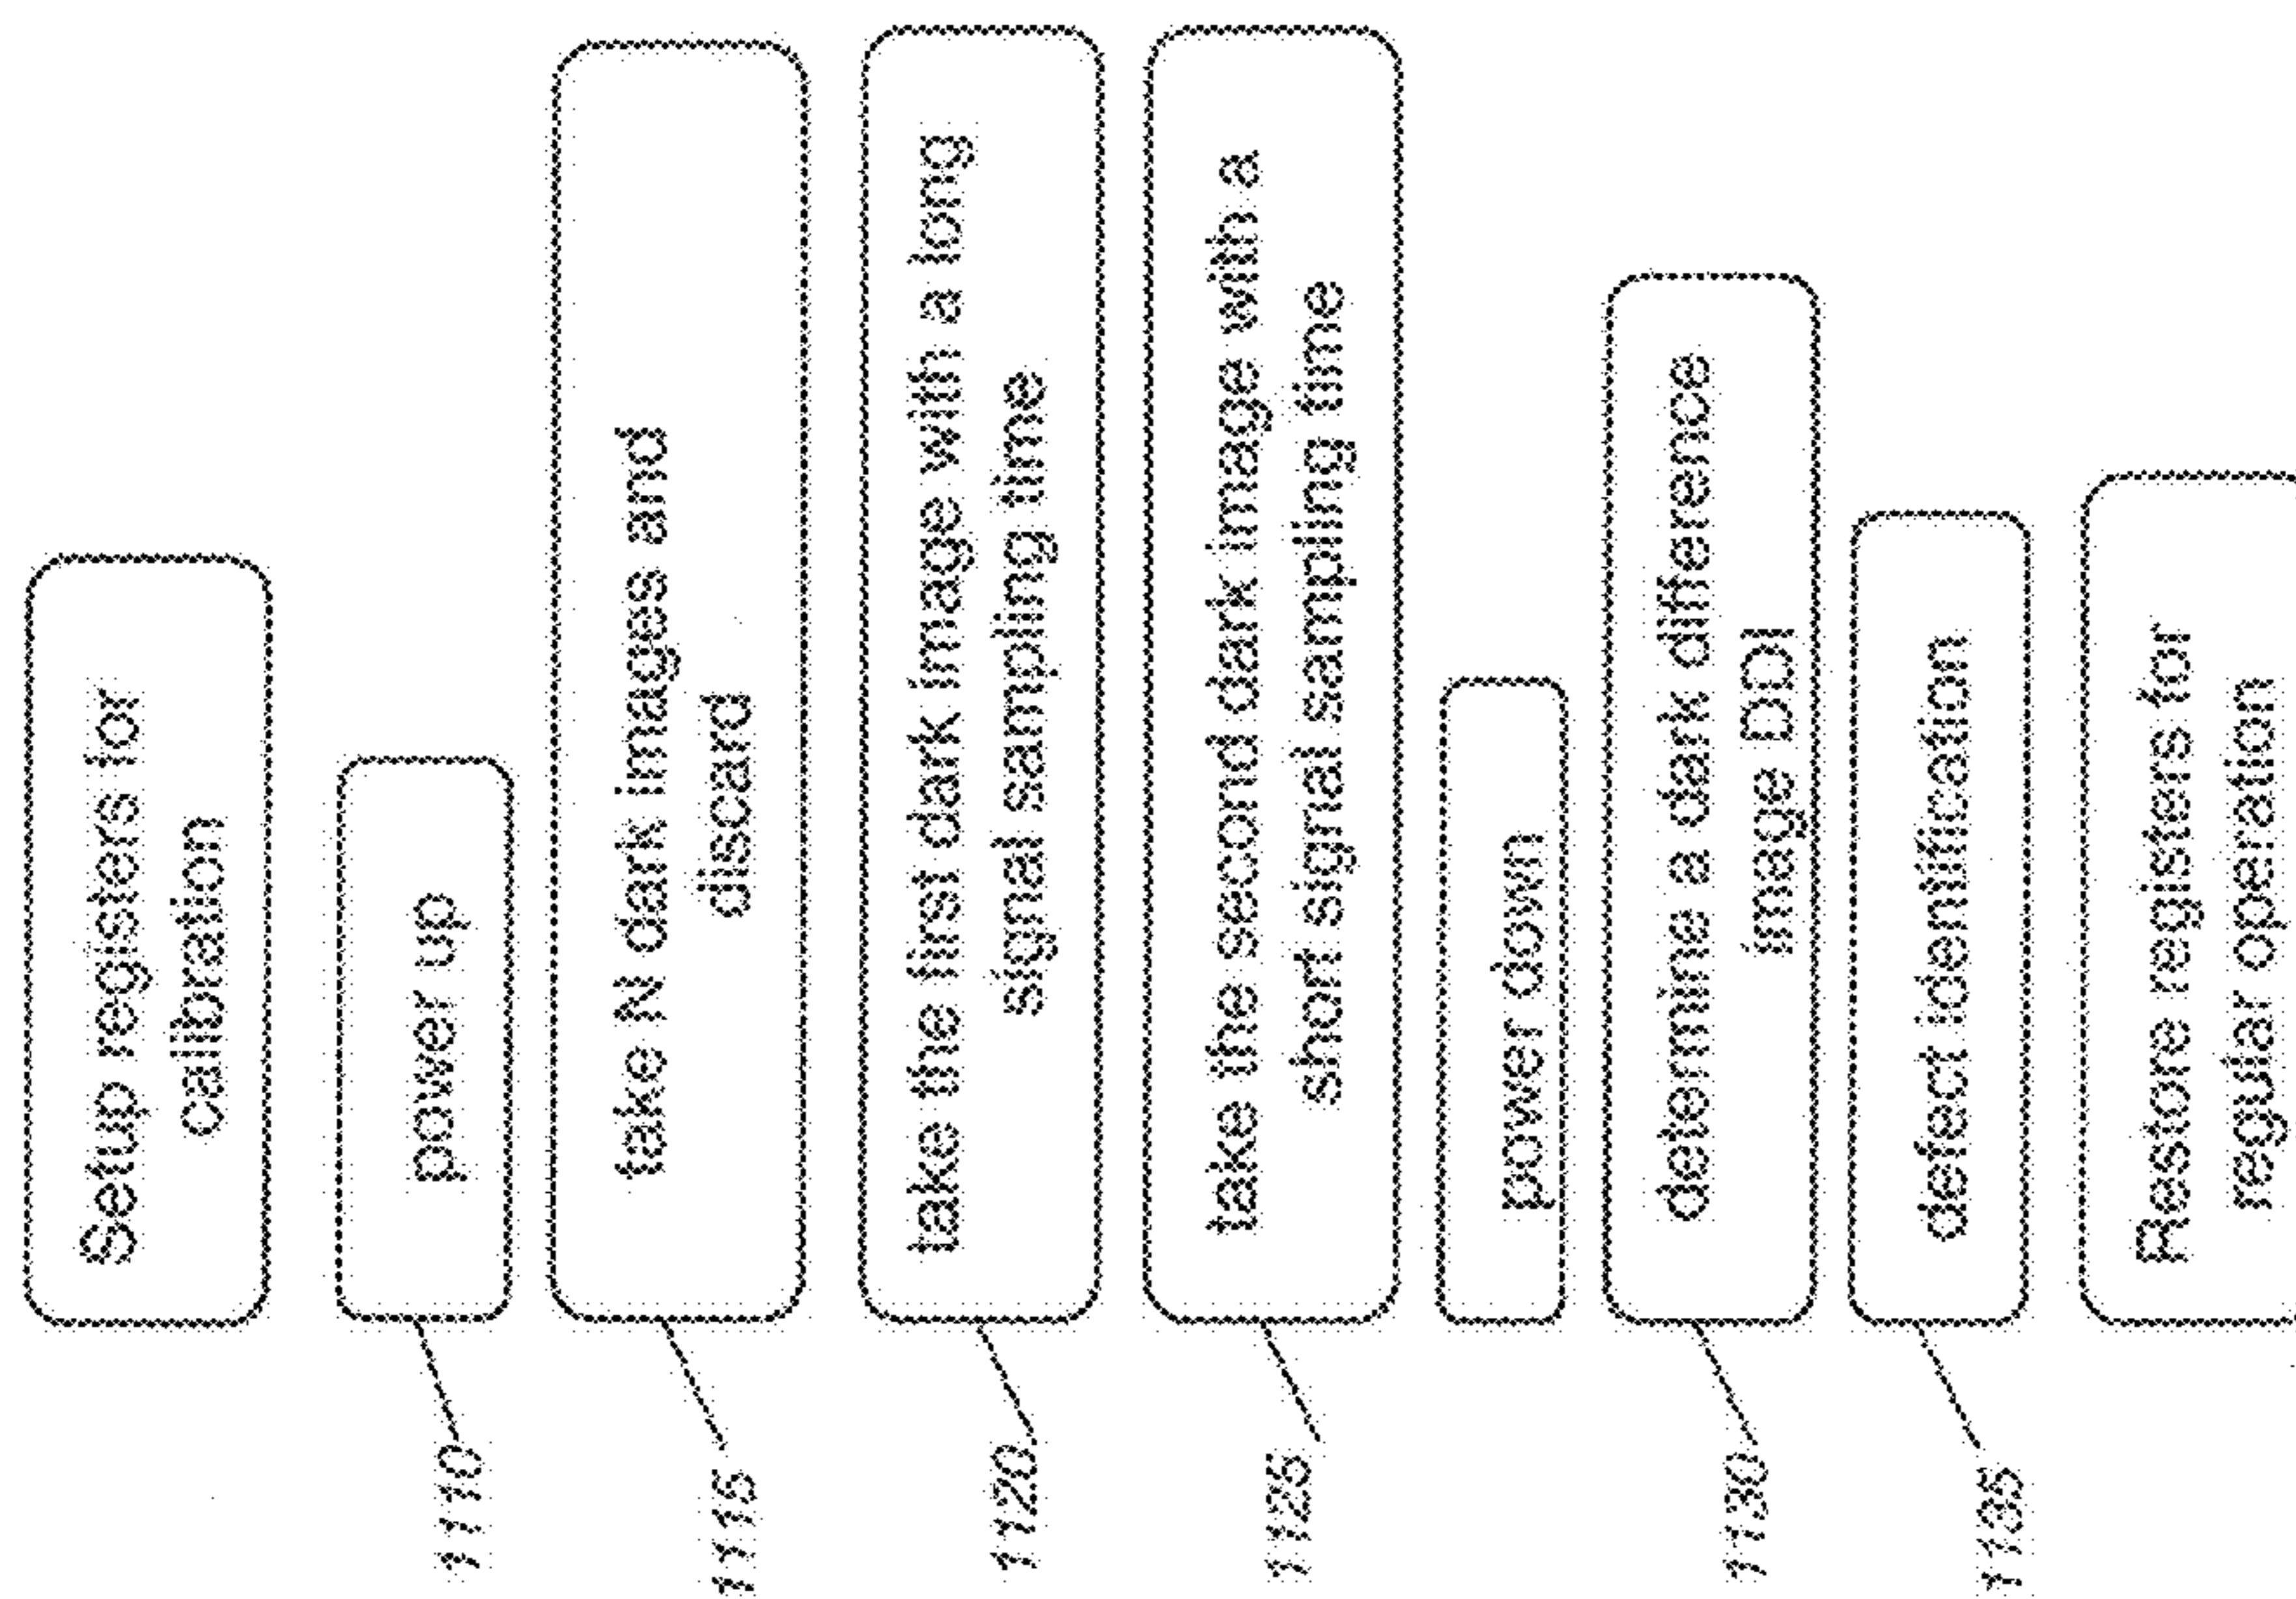 Setup registers for
calibration
1110
power up
1115
take N dark images and
discard
1120
take the first dark image with a long
signal sampling time
1125
take the second dark image with a
short signal sampling time
power down
1130
determine a dark difference
image DDI
1135
defect identification
Restore registers for
regular operation